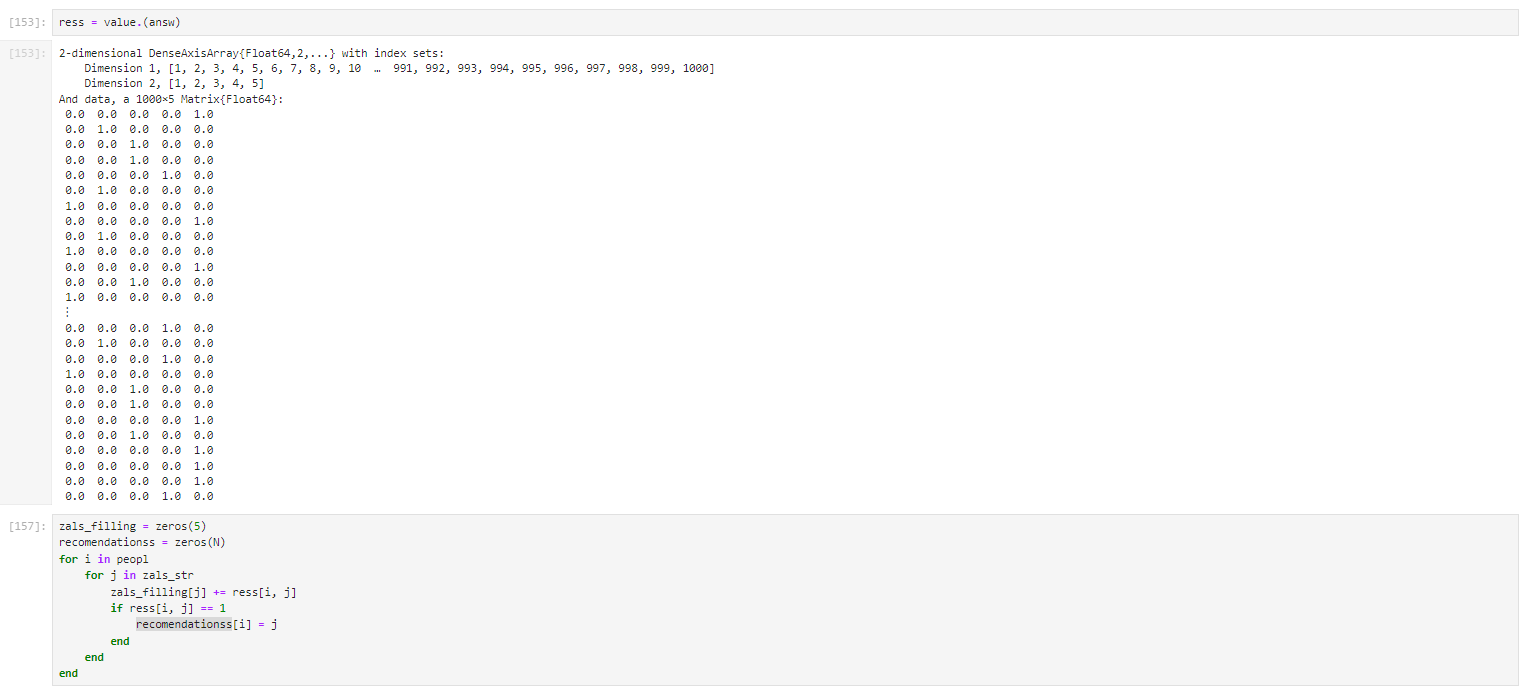 [153]: ress = value.(answ)
[153]: 2-dimensional DenseAxisArray{Float64,2,...} with index sets:
    Dimension 1, [1, 2, 3, 4, 5, 6, 7, 8, 9, 10  …  991, 992, 993, 994, 995, 996, 997, 998, 999, 1000]
    Dimension 2, [1, 2, 3, 4, 5]
And data, a 1000×5 Matrix{Float64}:
 0.0  0.0  0.0  0.0  1.0
 0.0  1.0  0.0  0.0  0.0
 0.0  0.0  1.0  0.0  0.0
 0.0  0.0  1.0  0.0  0.0
 0.0  0.0  0.0  1.0  0.0
 0.0  1.0  0.0  0.0  0.0
 1.0  0.0  0.0  0.0  0.0
 0.0  0.0  0.0  0.0  1.0
 0.0  1.0  0.0  0.0  0.0
 1.0  0.0  0.0  0.0  0.0
 0.0  0.0  0.0  0.0  1.0
 0.0  0.0  1.0  0.0  0.0
 1.0  0.0  0.0  0.0  0.0
 ⋮
 0.0  0.0  0.0  1.0  0.0
 0.0  1.0  0.0  0.0  0.0
 0.0  0.0  0.0  1.0  0.0
 1.0  0.0  0.0  0.0  0.0
 0.0  0.0  1.0  0.0  0.0
 0.0  0.0  1.0  0.0  0.0
 0.0  0.0  0.0  0.0  1.0
 0.0  0.0  1.0  0.0  0.0
 0.0  0.0  0.0  0.0  1.0
 0.0  0.0  0.0  0.0  1.0
 0.0  0.0  0.0  0.0  1.0
 0.0  0.0  0.0  1.0  0.0
[157]: zals_filling = zeros(5)
recomendationss = zeros(N)
for i in peopl
    for j in zals_str
        zals_filling[j] += ress[i, j]
        if ress[i, j] == 1
            recomendationss[i] = j
        end
    end
end